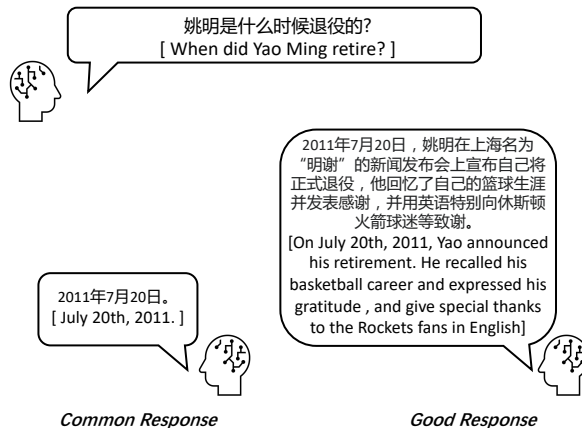 姚明是什么时候退役的?
[ When did Yao Ming retire? ]
2011年7月20日，姚明在上海名为
“明谢”的新闻发布会上宣布自己将
正式退役，他回忆了自己的篮球生涯
并发表感谢，并用英语特别向休斯顿
火箭球迷等致谢。
[On July 20th, 2011, Yao announced
his retirement. He recalled his
basketball career and expressed his
gratitude , and give special thanks
to the Rockets fans in English]
2011年7月20日。
[ July 20th, 2011. ]
Common Response
Good Response